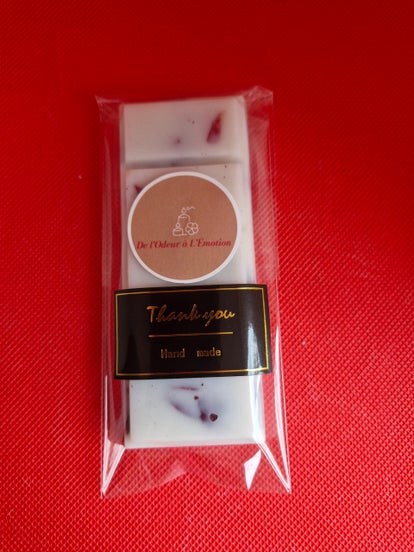 De l'Odeur à L'Émotion
Thank you
Hand made